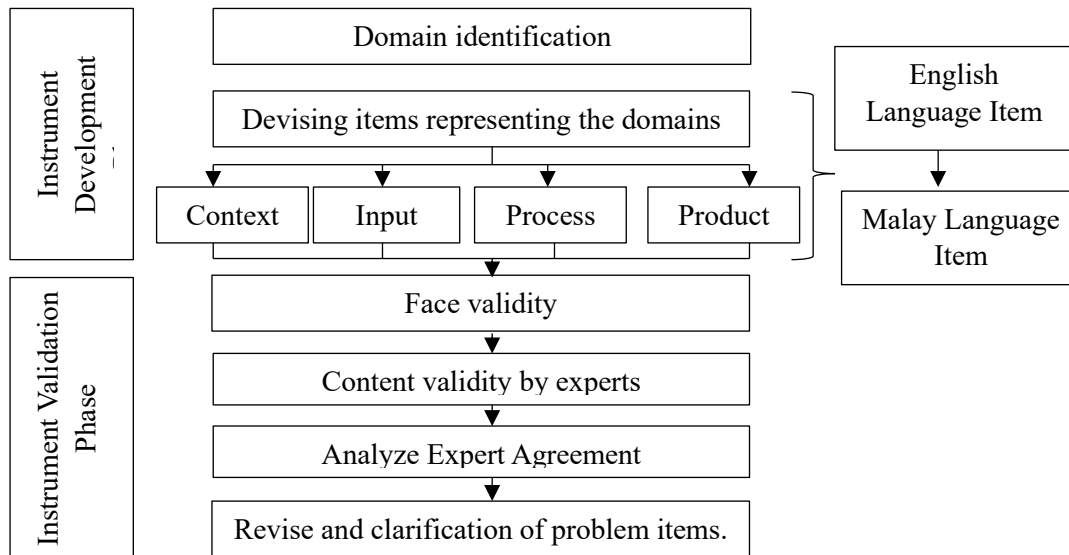 Instrument
Development
Domain identification
Devising items representing the domains
Context
Input
Process
Product
English
Language Item
Malay Language
Item
Instrument Validation
Phase
Face validity
Content validity by experts
Analyze Expert Agreement
Revise and clarification of problem items.